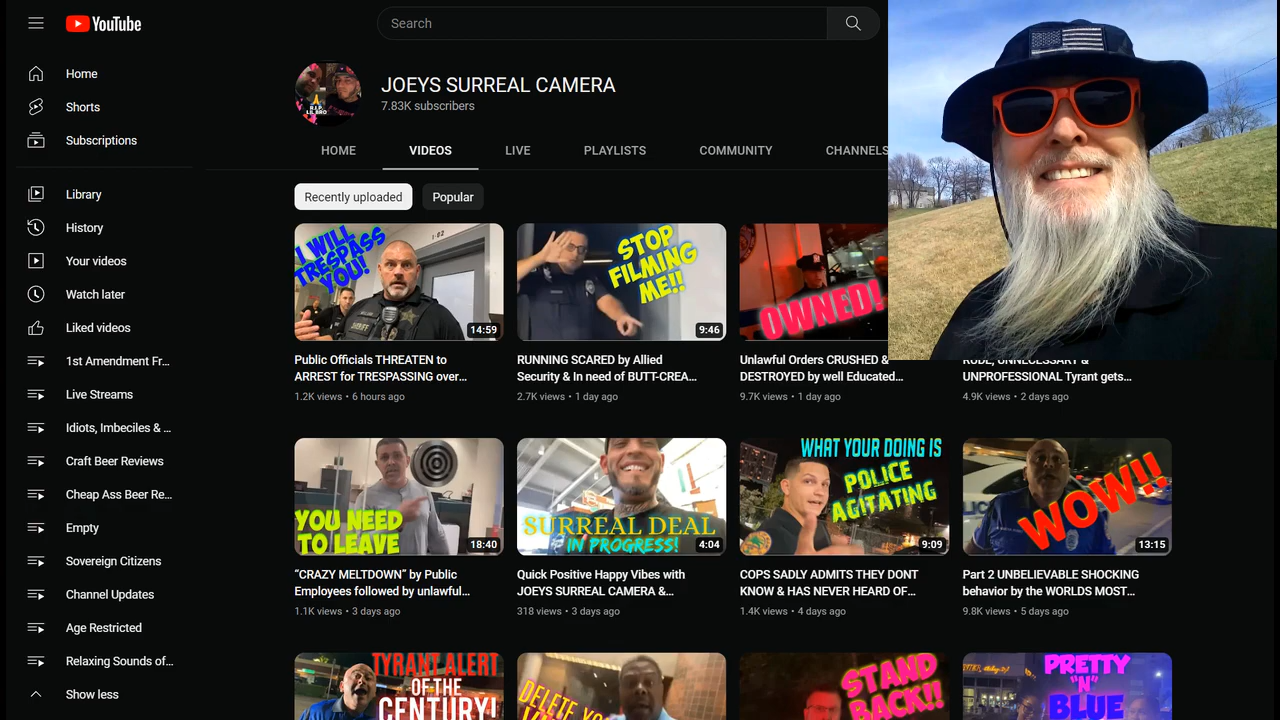 YouTube
Search
Home
Shorts
Subscriptions
Library
History
Your videos
Watch later
Liked videos
1st Amendment Fr...
Live Streams
Idiots, Imbeciles & ...
Craft Beer Reviews
Cheap Ass Beer Re...
Empty
Sovereign Citizens
Channel Updates
Age Restricted
Relaxing Sounds of...
Show less
JOEYS SURREAL CAMERA
7.83K subscribers
HOME
VIDEOS
LIVE
PLAYLISTS
COMMUNITY
CHANNELS
Recently uploaded
Popular
I WILL
TRESPASS
YOU!
SHERIFF
14:59
STOP
FILMING
ME!!
9:46
OWNED!
Public Officials THREATEN to
ARREST for TRESPASSING over...
1.2K views • 6 hours ago
RUNNING SCARED by Allied
Security & In need of BUTT-CREA...
2.7K views • 1 day ago
Unlawful Orders CRUSHED &
DESTROYED by well Educated...
9.7K views • 1 day ago
RUDE, UNNECESSARY &
UNPROFESSIONAL Tyrant gets...
4.9K views • 2 days ago
YOU NEED
TO LEAVE
18:40
SURREAL DEAL
IN PROGRESS!
4:04
WHAT YOUR DOING IS
POLICE
AGITATING
9:09
WOW!!
13:15
“CRAZY MELTDOWN” by Public
Employees followed by unlawful...
1.1K views • 3 days ago
Quick Positive Happy Vibes with
JOEYS SURREAL CAMERA &...
318 views • 3 days ago
COPS SADLY ADMITS THEY DONT
KNOW & HAS NEVER HEARD OF...
1.4K views • 4 days ago
Part 2 UNBELIEVABLE SHOCKING
behavior by the WORLDS MOST...
9.8K views • 5 days ago
TYRANT ALERT
OF THE
CENTURY!
DELETE
STAND
BACK!!
PRETTY
"N"
BLUE